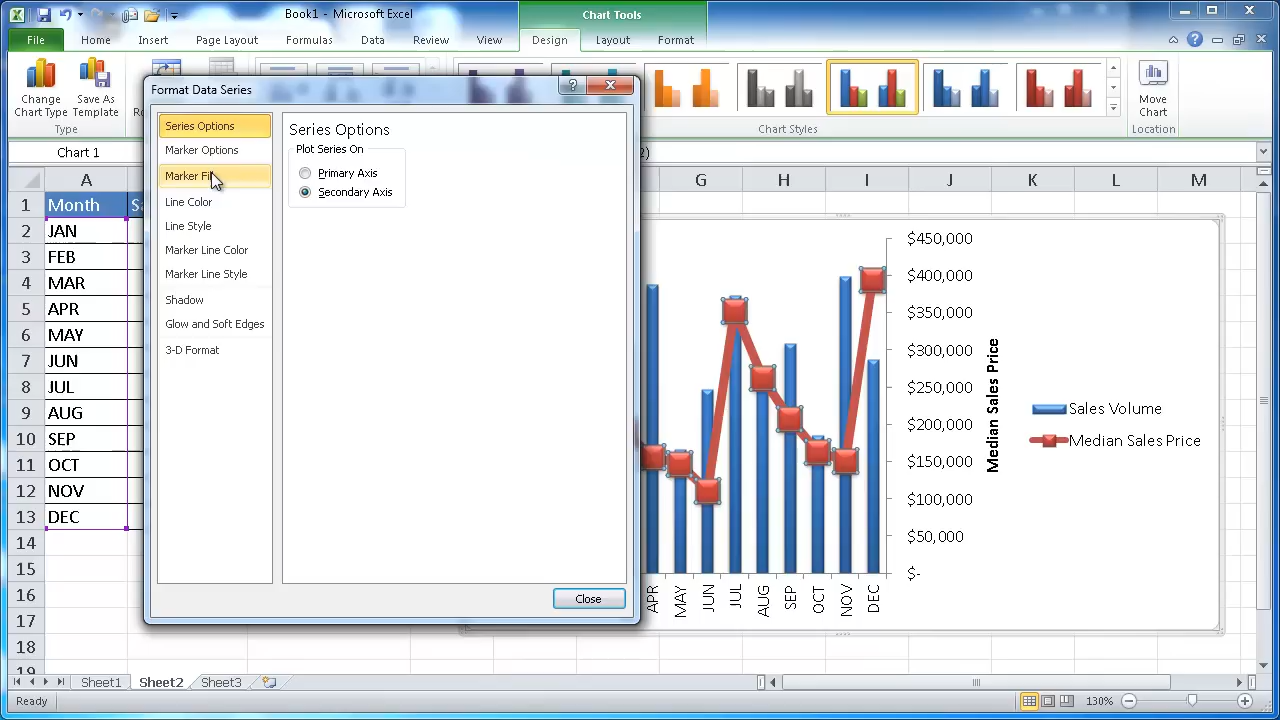 Book1 - Microsoft Excel
Chart Tools
File Home Insert Page Layout Formulas Data Review View Design Layout Format
Change
Chart Type
Save As
Template
Type
Chart Styles
Move
Chart
Location
Chart 1
Format Data Series
Series Options
Marker Options
Line Color
Line Style
Marker Line Color
Marker Line Style
Shadow
Glow and Soft Edges
3-D Format
Series Options
Plot Series On
Primary Axis
Secondary Axis
Close
A G H I J K L M
1 Month
2 JAN
3 FEB
4 MAR
5 APR
6 MAY
7 JUN
8 JUL
9 AUG
10 SEP
11 OCT
12 NOV
13 DEC
14
15
16
17
18
19
$450,000
$400,000
$350,000
$300,000
$250,000
$200,000
$150,000
$100,000
$50,000
$-
Median Sales Price
APR MAY JUN JUL AUG SEP OCT NOV DEC
Sales Volume
Median Sales Price
Sheet1 Sheet2 Sheet3
Ready
130%